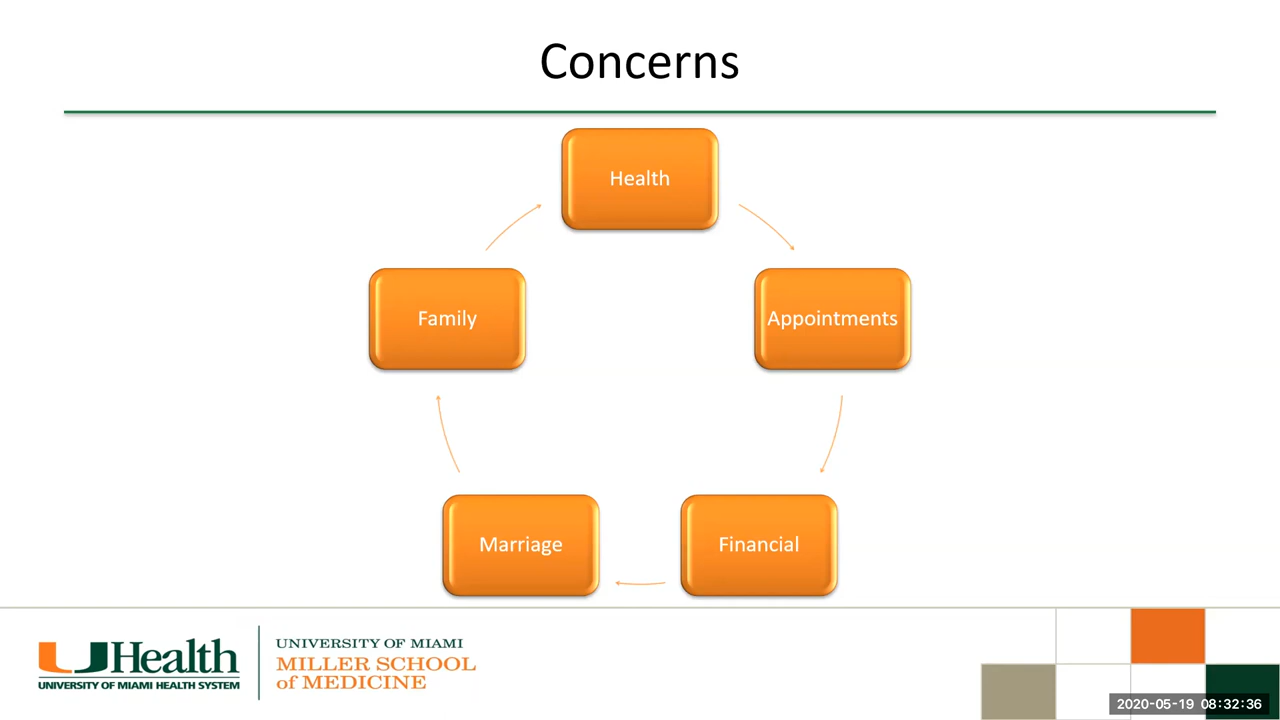 Concerns
Health
Family
Appointments
Marriage
Financial
UHealth
UNIVERSITY OF MIAMI HEALTH SYSTEM
UNIVERSITY OF MIAMI
MILLER SCHOOL
of MEDICINE
2020-05-19 08:32:36